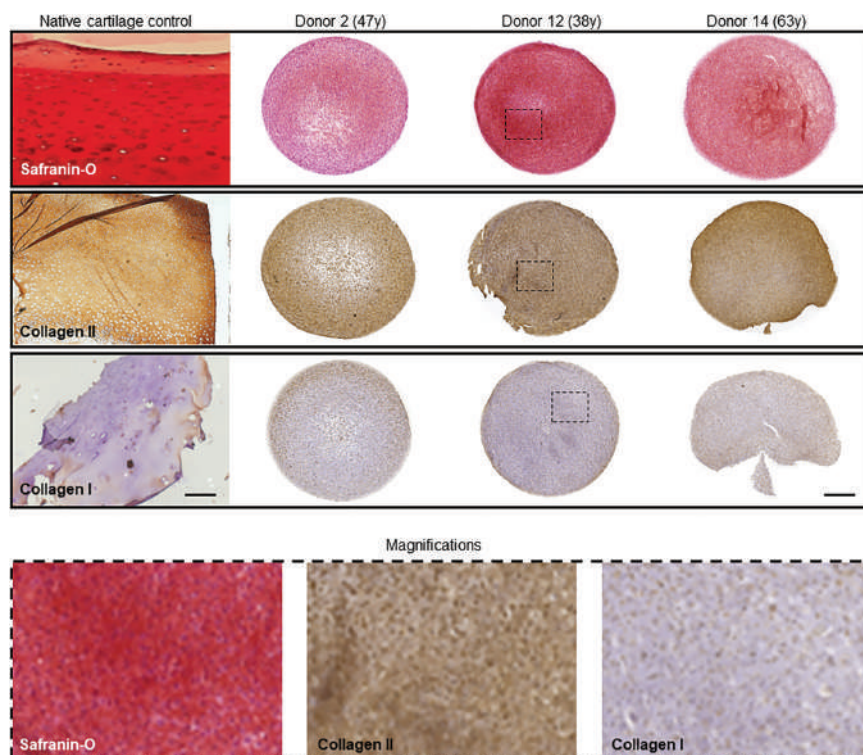 Native cartilage control
Donor 2 (47y)
Donor 12 (38y)
Donor 14 (63y)
Safranin-O
Collagen II
Collagen I
Magnifications
Safranin-O
Collagen II
Collagen I